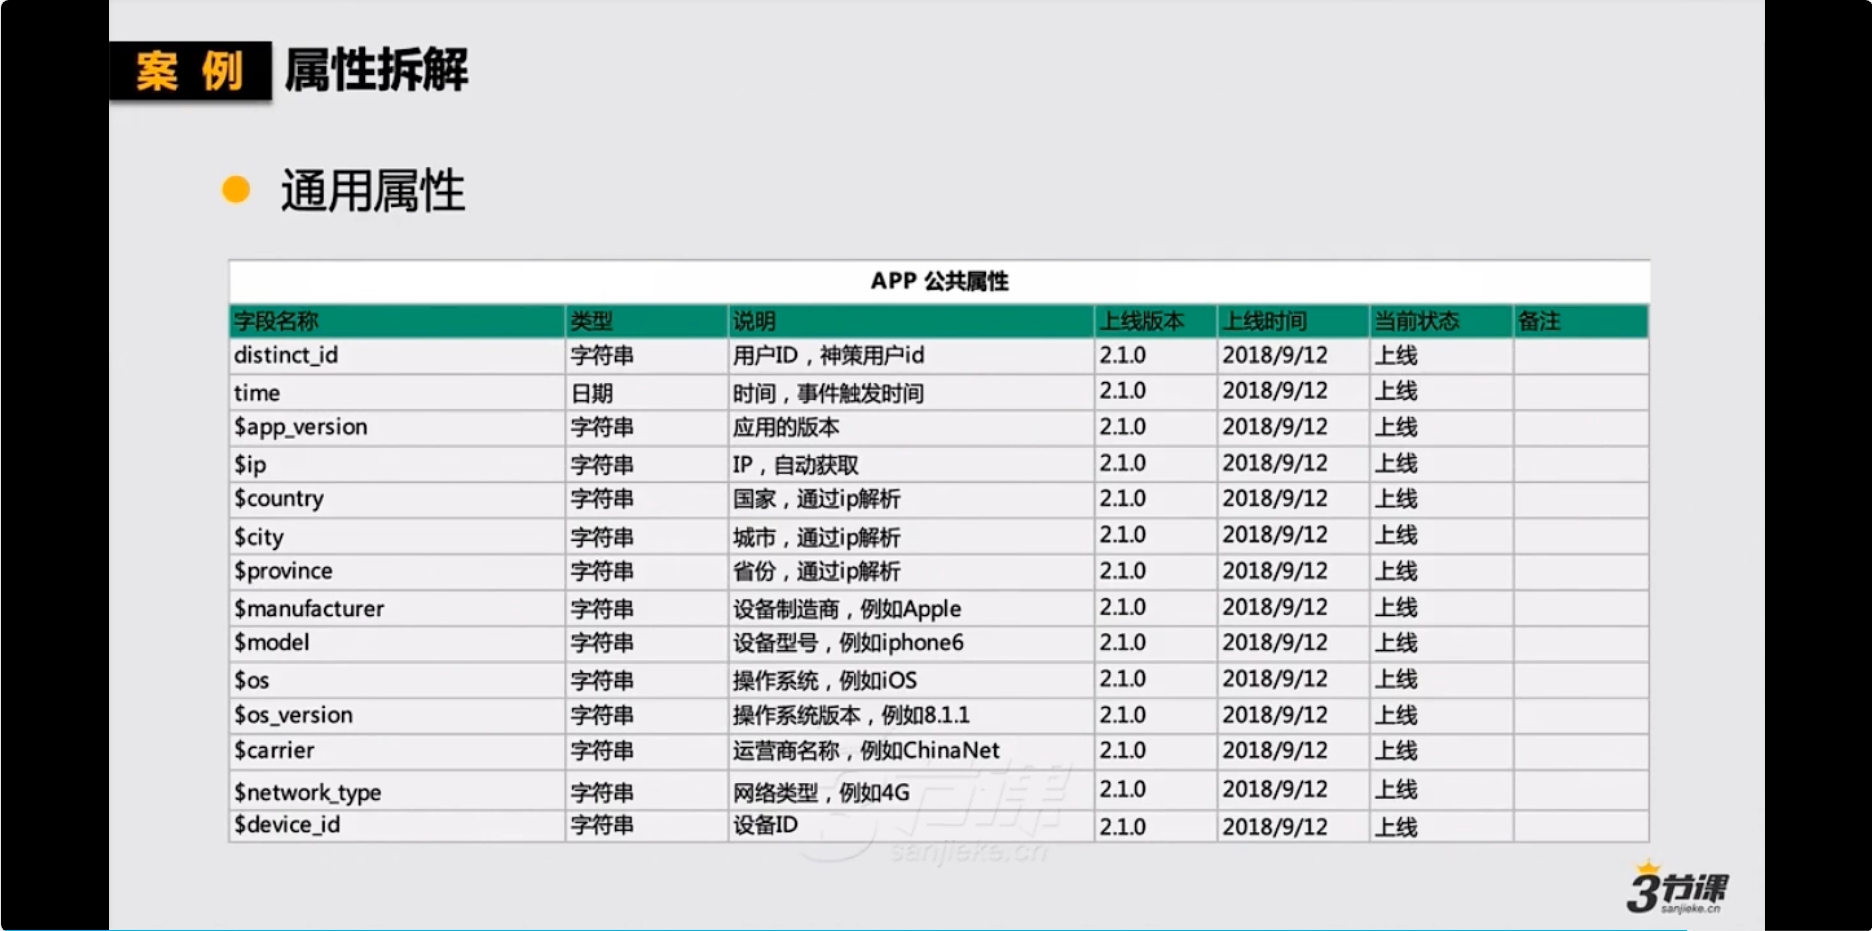 案 例 属性拆解
通用属性
APP 公共属性
字段名称 类型 说明 上线版本 上线时间 当前状态 备注
distinct_id 字符串 用户ID，神策用户id 2.1.0 2018/9/12 上线
time 日期 时间，事件触发时间 2.1.0 2018/9/12 上线
$app_version 字符串 应用的版本 2.1.0 2018/9/12 上线
$ip 字符串 IP，自动获取 2.1.0 2018/9/12 上线
$country 字符串 国家，通过ip解析 2.1.0 2018/9/12 上线
$city 字符串 城市，通过ip解析 2.1.0 2018/9/12 上线
$province 字符串 省份，通过ip解析 2.1.0 2018/9/12 上线
$manufacturer 字符串 设备制造商，例如Apple 2.1.0 2018/9/12 上线
$model 字符串 设备型号，例如iphone6 2.1.0 2018/9/12 上线
$os 字符串 操作系统，例如iOS 2.1.0 2018/9/12 上线
$os_version 字符串 操作系统版本，例如8.1.1 2.1.0 2018/9/12 上线
$carrier 字符串 运营商名称，例如ChinaNet 2.1.0 2018/9/12 上线
$network_type 字符串 网络类型，例如4G 2.1.0 2018/9/12 上线
$device_id 字符串 设备ID 2.1.0 2018/9/12 上线
3节课
sanjieke.cn
3节课
sanjieke.cn